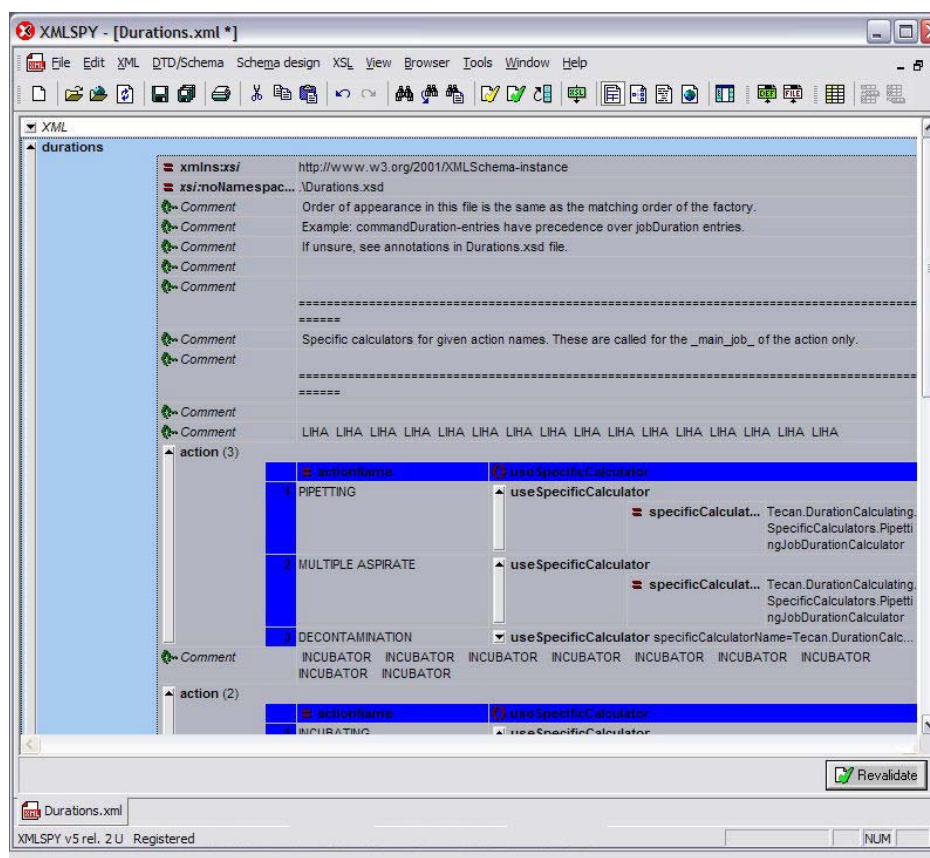 XMLSPY - [Durations.xml *]
File Edit XML DTD/Schema Schema design XSL View Browser Tools Window Help
XML
durations
xmlns:xsi http://www.w3.org/2001/XMLSchema-instance
xsi:noNamespac... .\Durations.xsd
Comment Order of appearance in this file is the same as the matching order of the factory.
Comment Example: commandDuration-entries have precedence over jobDuration entries.
Comment If unsure, see annotations in Durations.xsd file.
Comment
Comment
======
Comment Specific calculators for given action names. These are called for the _main_job_ of the action only.
Comment
======
Comment
Comment LIHA LIHA LIHA LIHA LIHA LIHA LIHA LIHA LIHA LIHA LIHA LIHA LIHA LIHA LIHA LIHA
action (3)
actionName useSpecificCalculator
1 PIPETTING useSpecificCalculator
specificCalculat... Tecan.DurationCalculating.
SpecificCalculators.Pipetti
ngJobDurationCalculator
2 MULTIPLE ASPIRATE useSpecificCalculator
specificCalculat... Tecan.DurationCalculating.
SpecificCalculators.Pipetti
ngJobDurationCalculator
3 DECONTAMINATION useSpecificCalculator specificCalculatorName=Tecan.DurationCalc...
Comment INCUBATOR INCUBATOR INCUBATOR INCUBATOR INCUBATOR INCUBATOR INCUBATOR
INCUBATOR INCUBATOR
action (2)
actionName useSpecificCalculator
INCUBATING useSpecificCalculator
Revalidate
Durations.xml
XMLSPY v5 rel. 2 U Registered NUM